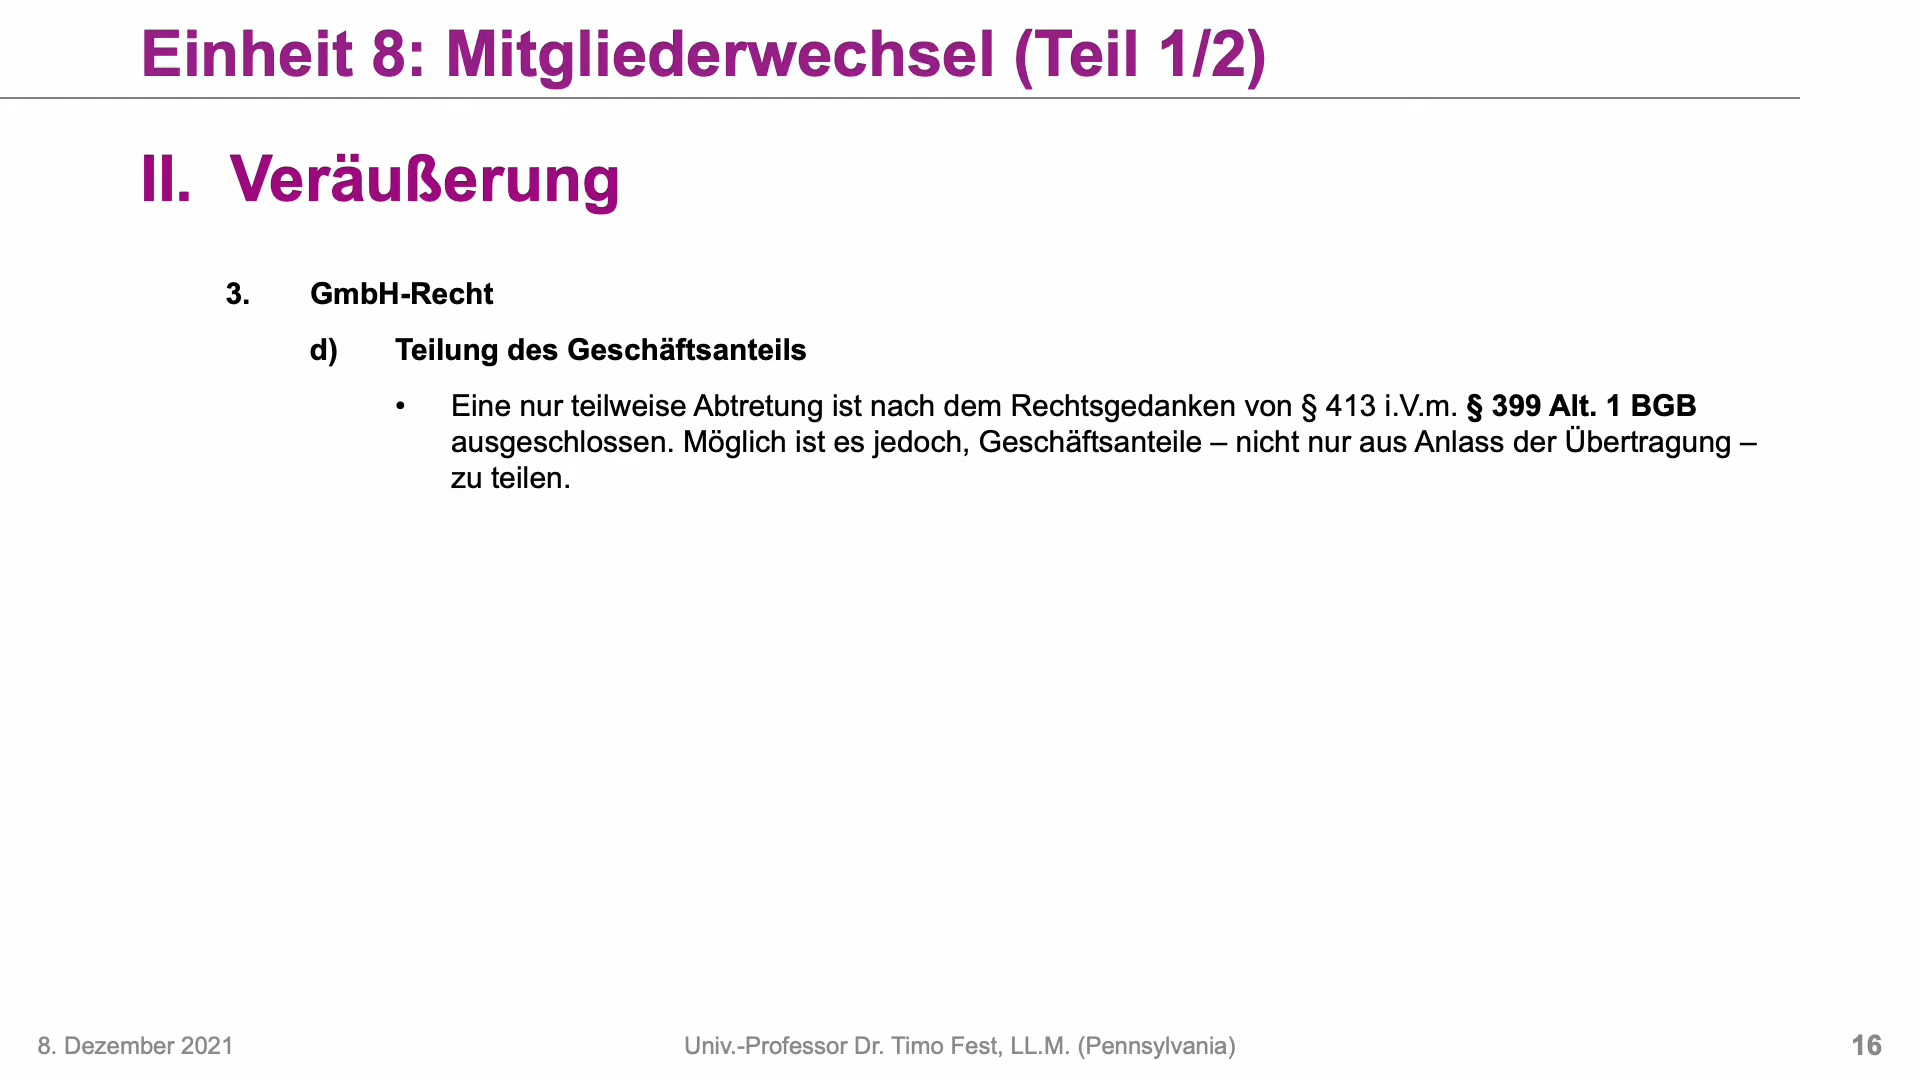 Einheit 8: Mitgliederwechsel (Teil 1/2)
II. Veräußerung
3. GmbH-Recht
d) Teilung des Geschäftsanteils
• Eine nur teilweise Abtretung ist nach dem Rechtsgedanken von § 413 i.V.m. § 399 Alt. 1 BGB
ausgeschlossen. Möglich ist es jedoch, Geschäftsanteile – nicht nur aus Anlass der Übertragung –
zu teilen.
8. Dezember 2021
Univ.-Professor Dr. Timo Fest, LL.M. (Pennsylvania)
16